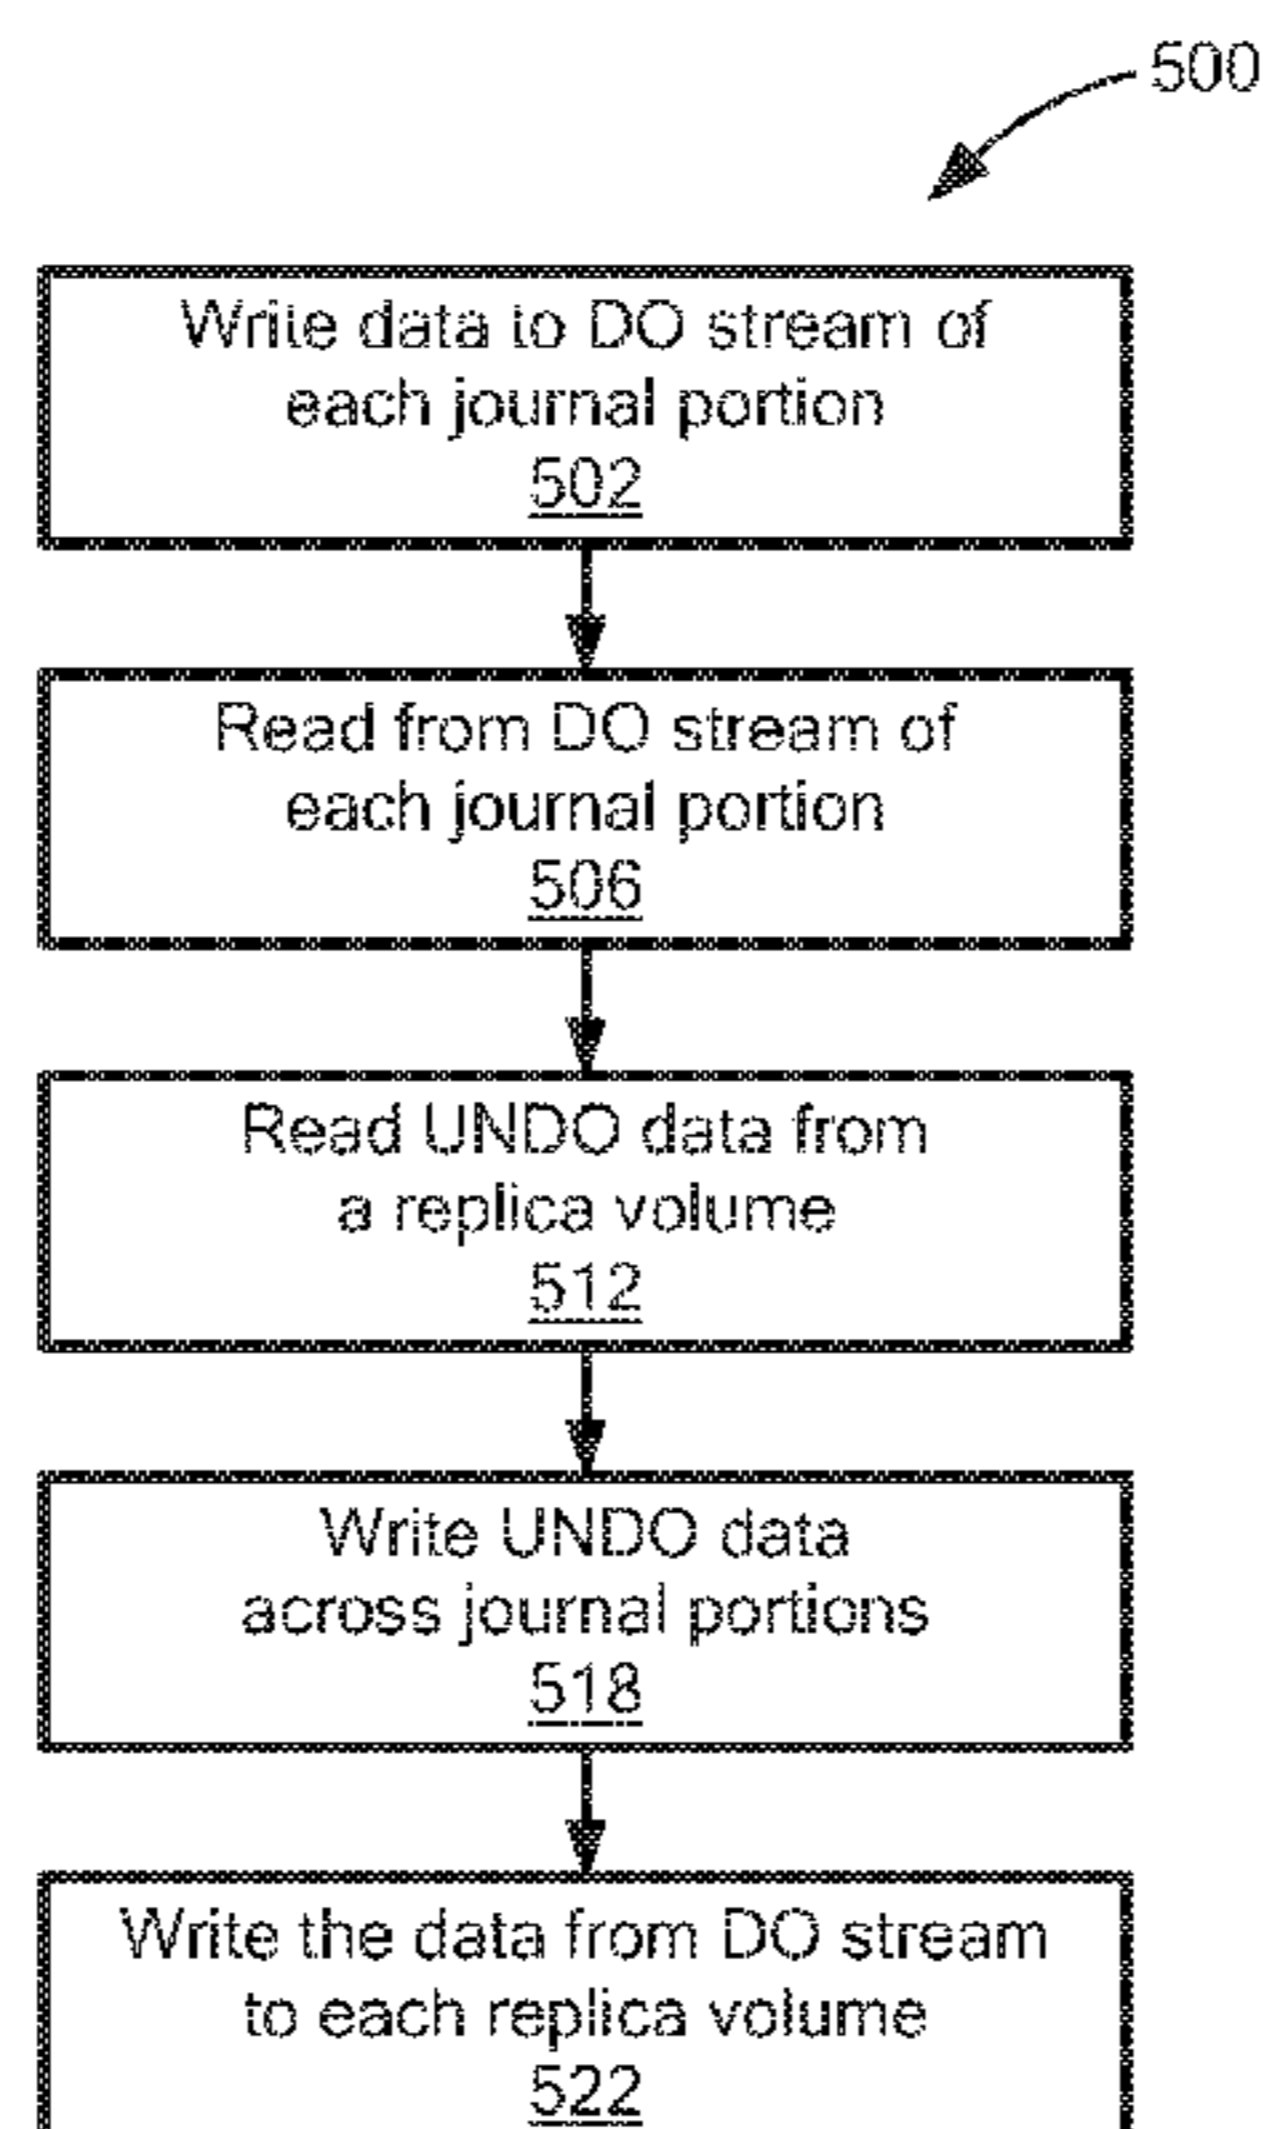 500
Write data to DO stream of
each journal portion
502
Read from DO stream of
each journal portion
506
Read UNDO data from
a replica volume
512
Write UNDO data
across journal portions
518
Write the data from DO stream
to each replica volume
522